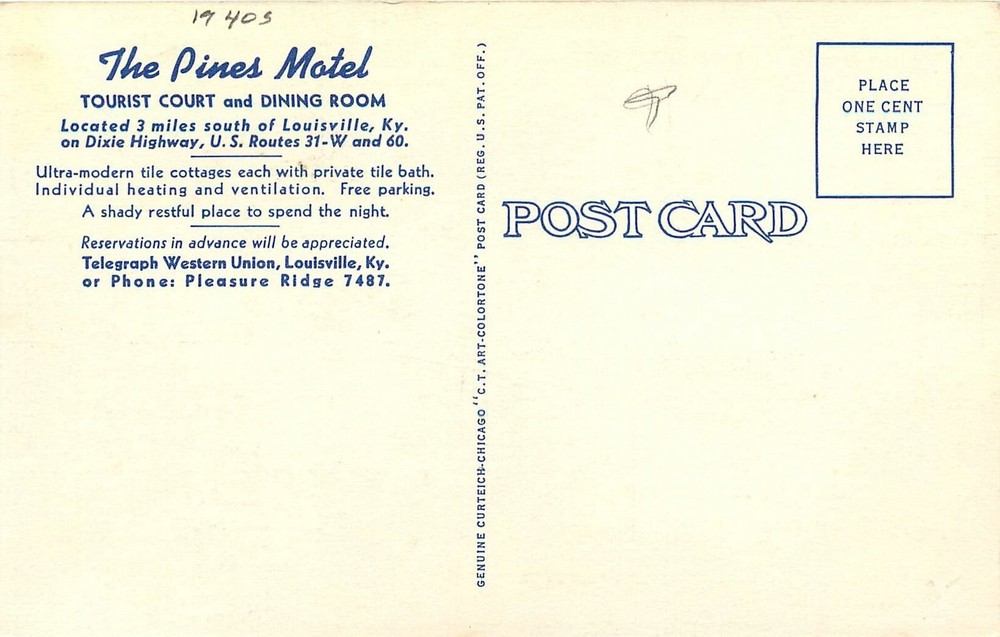 19 40s
The Pines Motel
TOURIST COURT and DINING ROOM
Located 3 miles south of Louisville, Ky.
on Dixie Highway, U. S. Routes 31-W and 60.
Ultra-modern tile cottages each with private tile bath.
Individual heating and ventilation. Free parking.
A shady restful place to spend the night.
Reservations in advance will be appreciated.
Telegraph Western Union, Louisville, Ky.
or Phone: Pleasure Ridge 7487.
GENUINE CURTEICH-CHICAGO "C.T. ART-COLORTONE" POST CARD (REG. U.S. PAT. OFF.)
POST CARD
PLACE
ONE CENT
STAMP
HERE